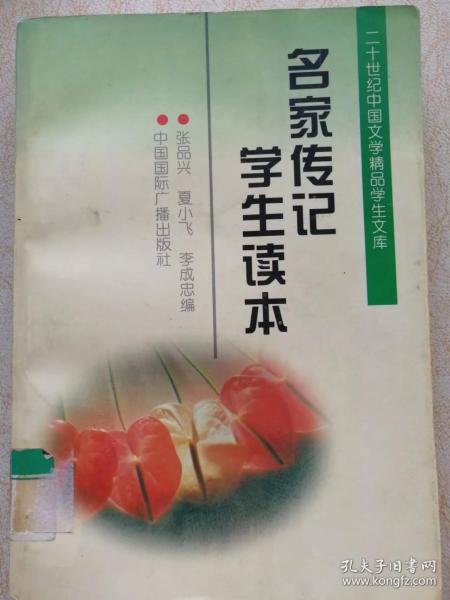 二十世纪中国文学精品学生文库
名家传记
学生读本
张品兴 夏小飞 李成忠编
中国国际广播出版社
孔夫子旧书网
www.kongfz.com